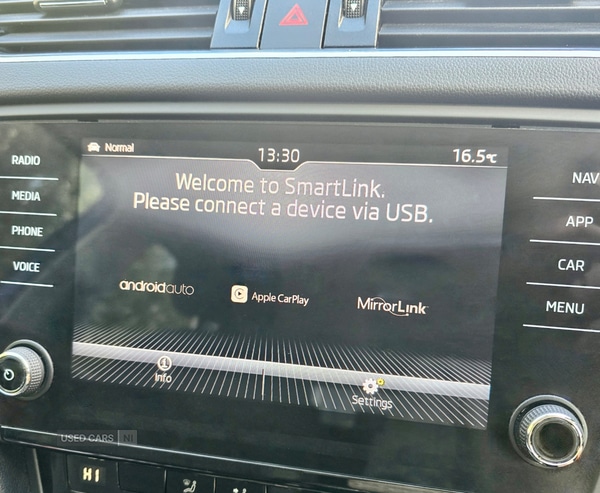 Normal 13:30 16.5°C
RADIO
MEDIA
PHONE
VOICE
Welcome to SmartLink.
Please connect a device via USB.
androidauto Apple CarPlay MirrorLink
Info Settings
NAV
APP
CAR
MENU
USED CARS NI
HI